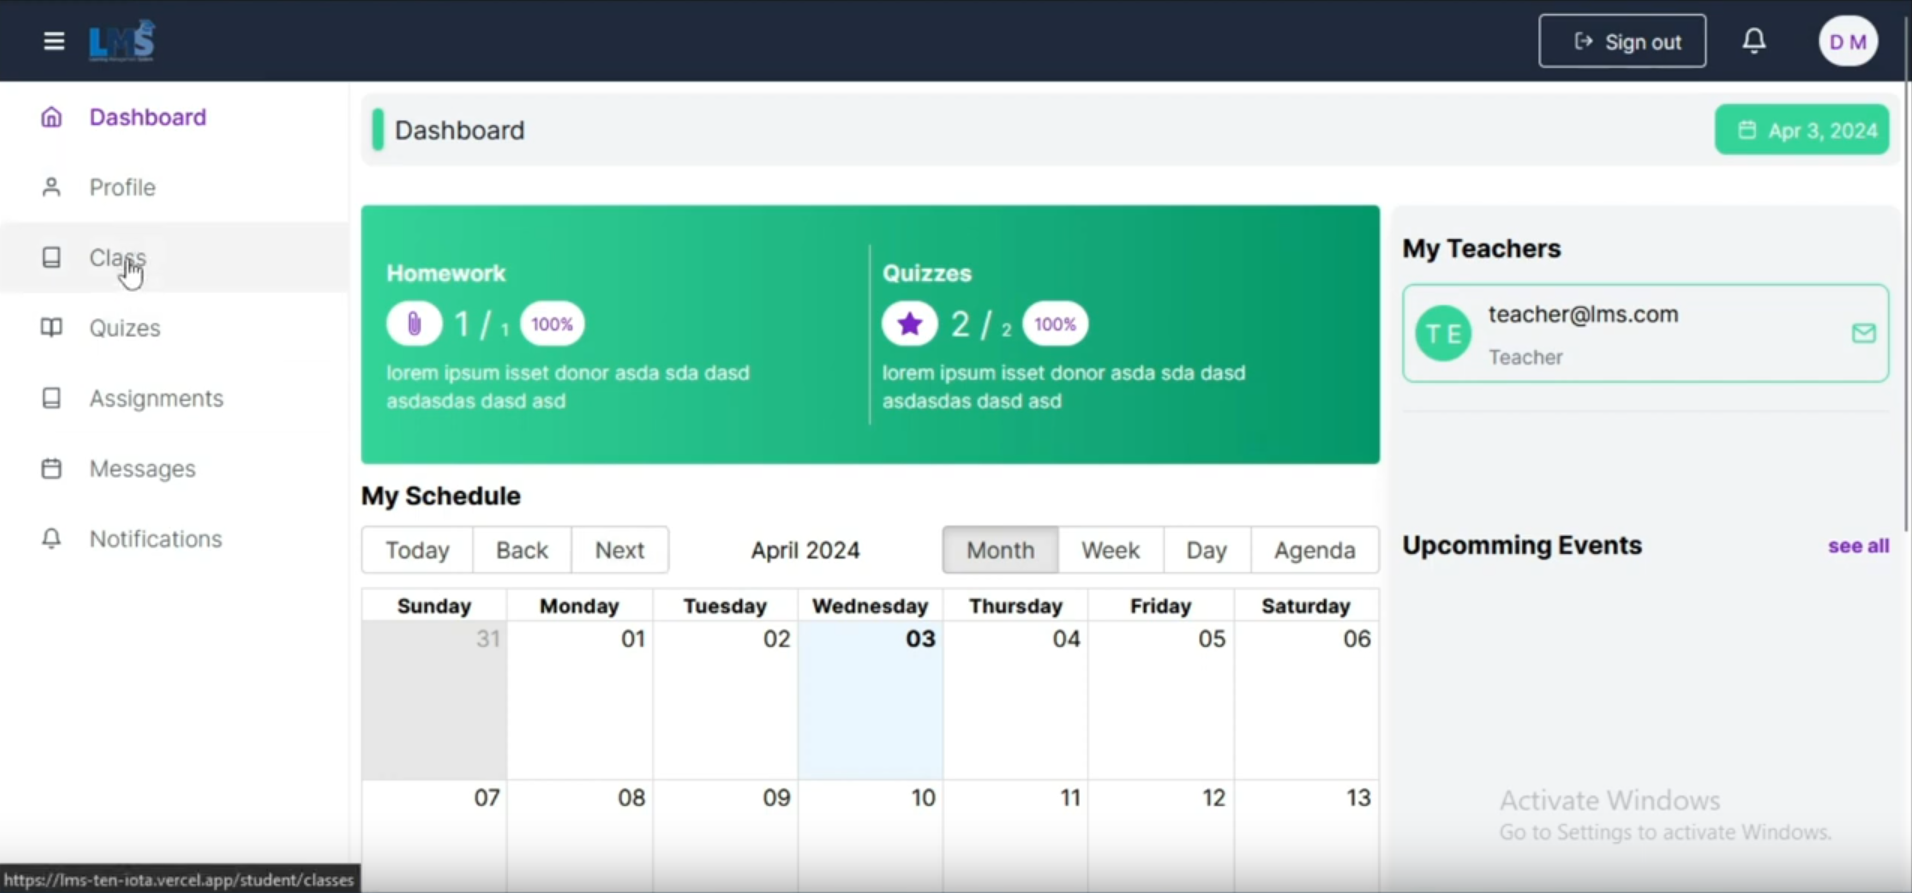 LMS
Sign out
D M
Dashboard
Profile
Class
Quizes
Assignments
Messages
Notifications
Dashboard
Apr 3, 2024
Homework
1 / 1 100%
lorem ipsum isset donor asda sda dasd
asdasdas dasd asd
Quizzes
2 / 2 100%
lorem ipsum isset donor asda sda dasd
asdasdas dasd asd
My Teachers
T E
teacher@lms.com
Teacher
My Schedule
Today Back Next April 2024 Month Week Day Agenda
Sunday Monday Tuesday Wednesday Thursday Friday Saturday
31 01 02 03 04 05 06
07 08 09 10 11 12 13
Upcomming Events
see all
Activate Windows
Go to Settings to activate Windows.
https://lms-ten-iota.vercel.app/student/classes